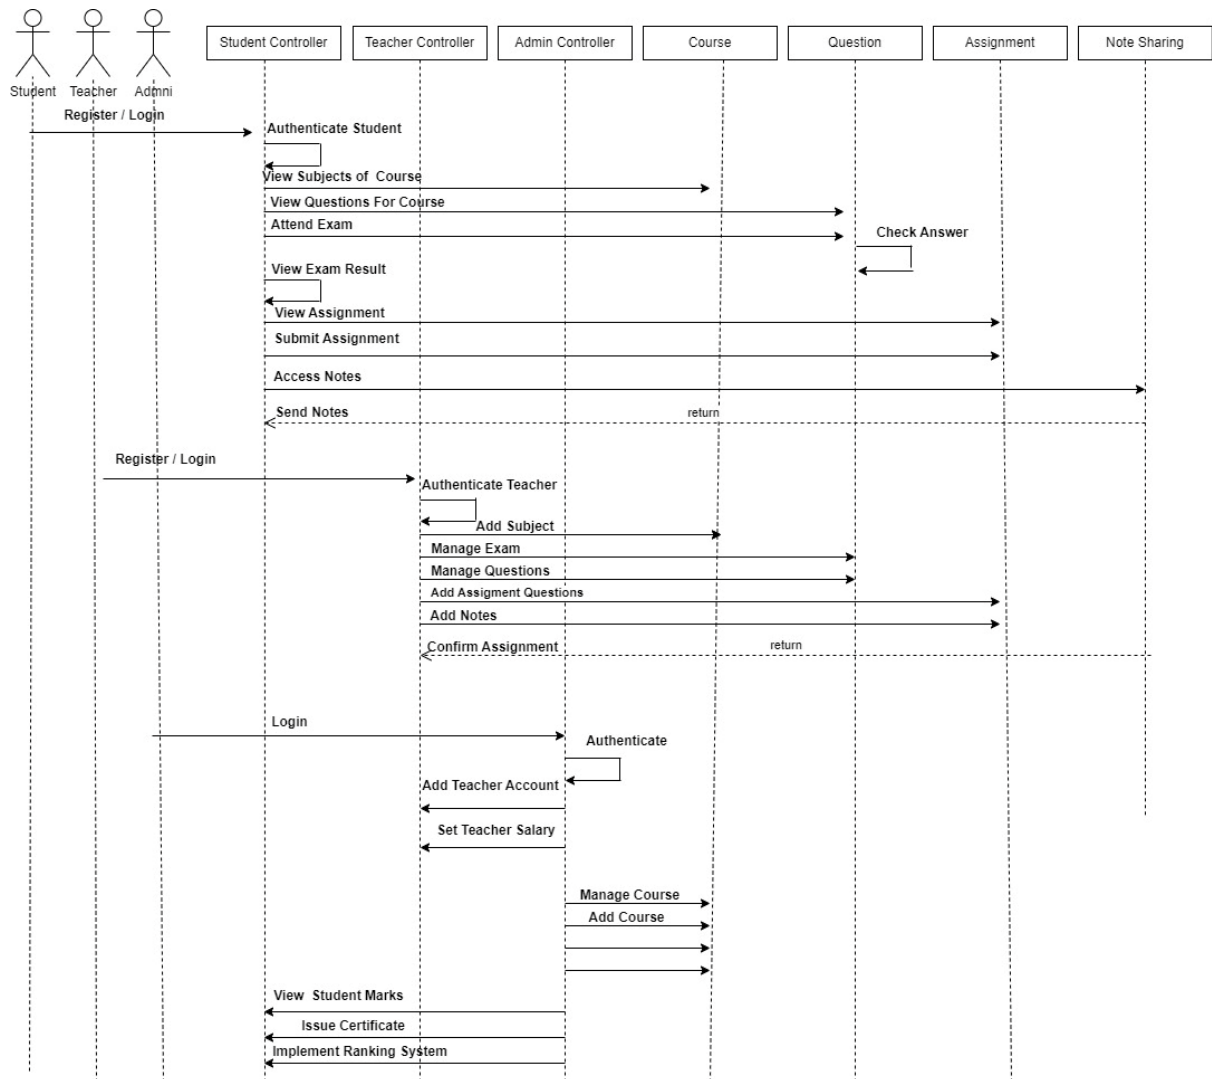 Student Controller
Teacher Controller
Admin Controller
Course
Question
Assignment
Note Sharing
Student
Teacher
Admni
Register / Login
Authenticate Student
View Subjects of Course
View Questions For Course
Attend Exam
Check Answer
View Exam Result
View Assignment
Submit Assignment
Access Notes
Send Notes
return
Register / Login
Authenticate Teacher
Add Subject
Manage Exam
Manage Questions
Add Assigment Questions
Add Notes
Confirm Assignment
return
Login
Authenticate
Add Teacher Account
Set Teacher Salary
Manage Course
Add Course
View Student Marks
Issue Certificate
Implement Ranking System